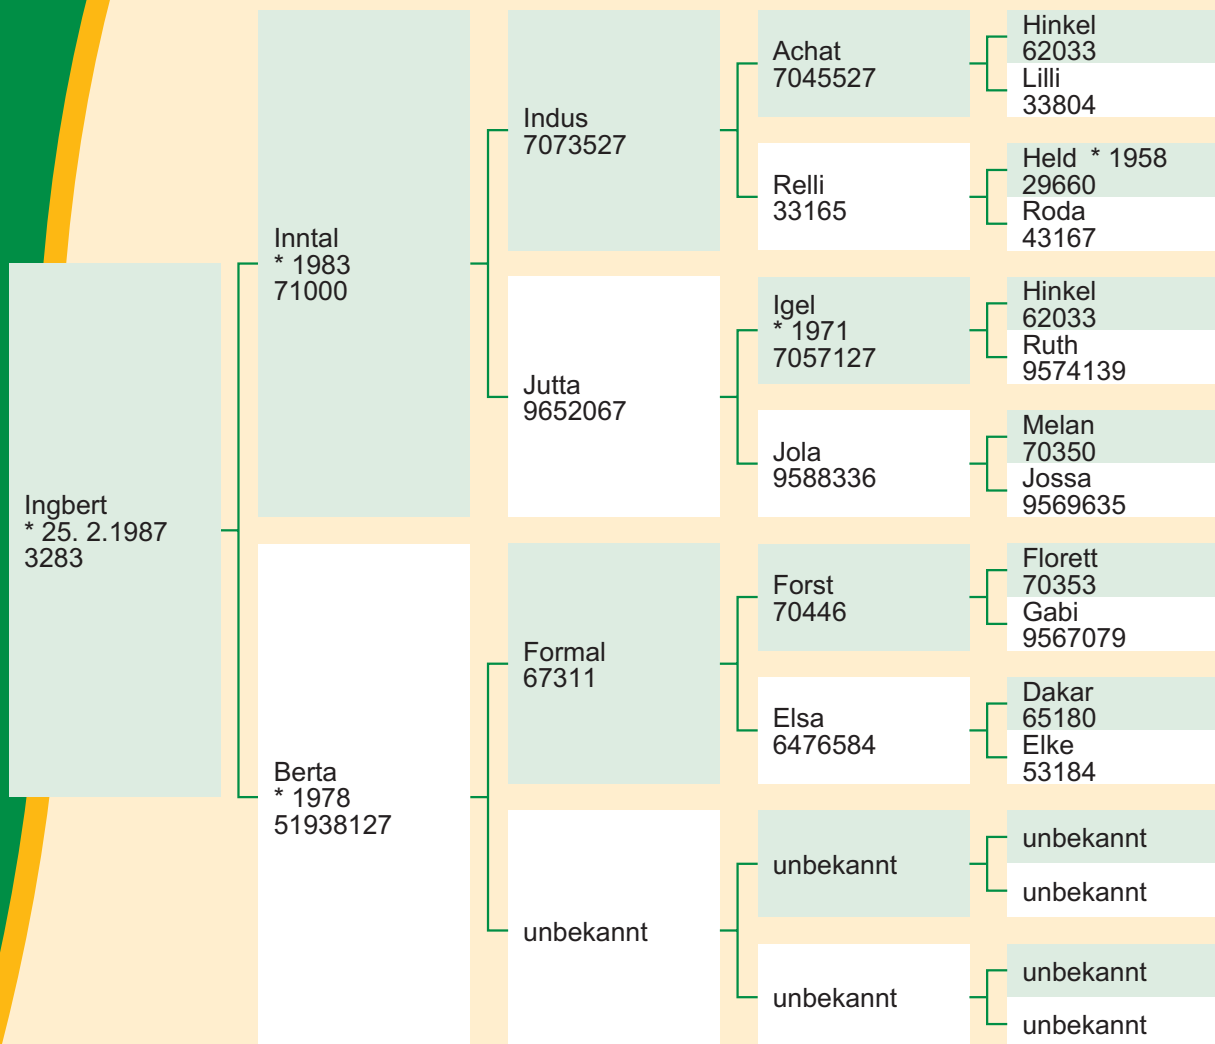 Ingbert
* 25. 2.1987
3283
Inntal
* 1983
71000
Berta
* 1978
51938127
Indus
7073527
Jutta
9652067
Formal
67311
unbekannt
Achat
7045527
Relli
33165
Igel
* 1971
7057127
Jola
9588336
Forst
70446
Elsa
6476584
unbekannt
unbekannt
Hinkel
62033
Lilli
33804
Held * 1958
29660
Roda
43167
Hinkel
62033
Ruth
9574139
Melan
70350
Jossa
9569635
Florett
70353
Gabi
9567079
Dakar
65180
Elke
53184
unbekannt
unbekannt
unbekannt
unbekannt